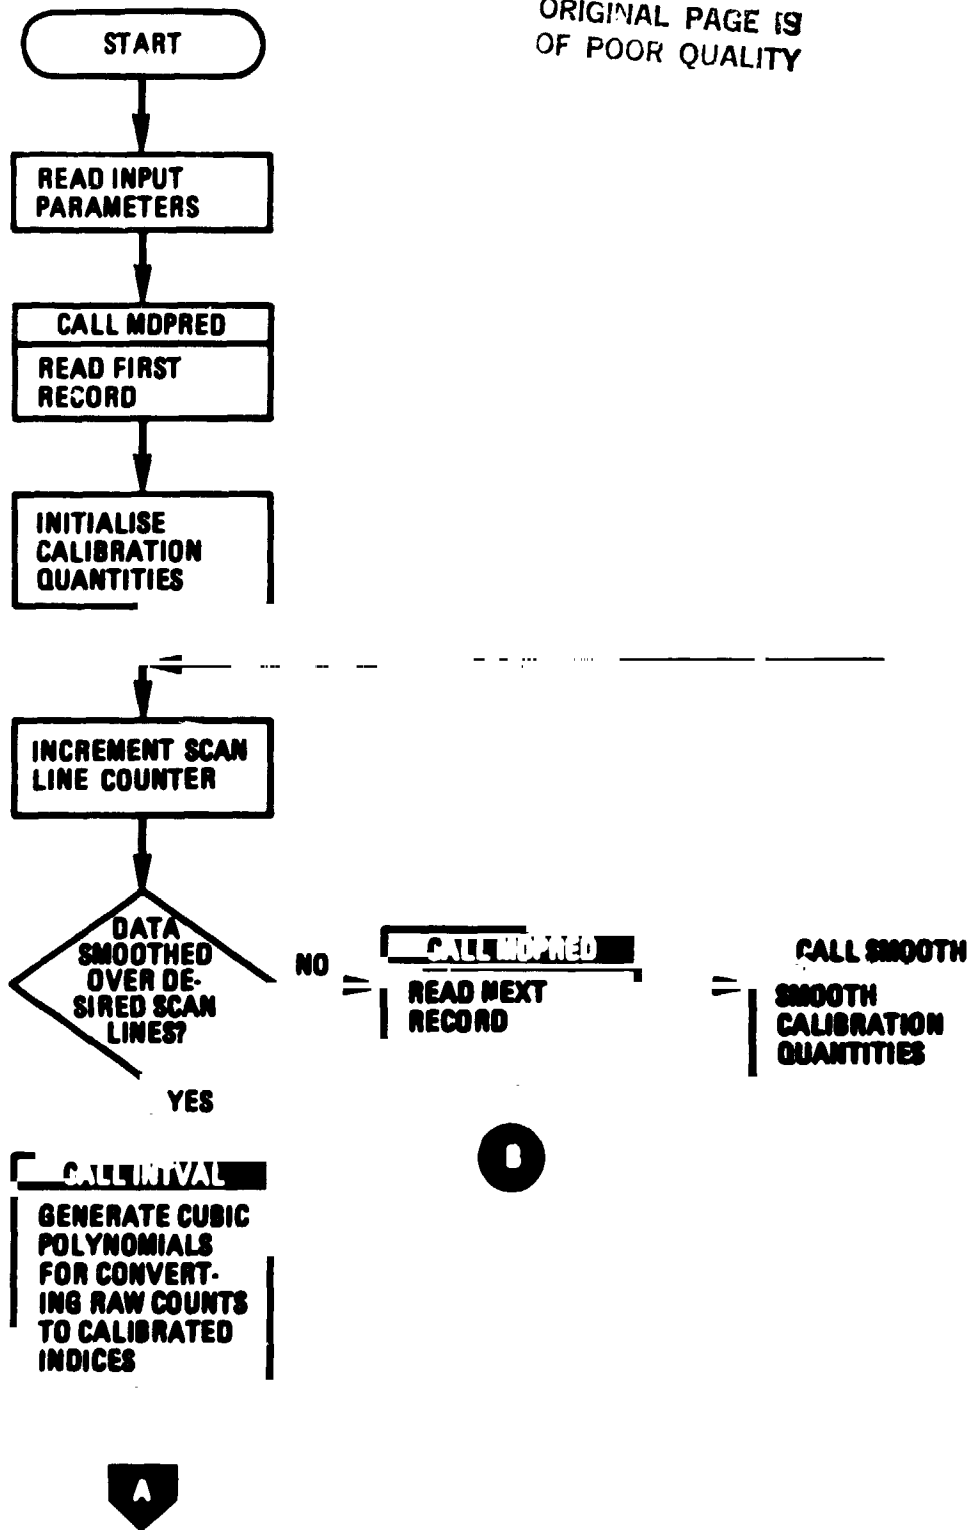 ORIGINAL PAGE IS
OF POOR QUALITY
START
READ INPUT
PARAMETERS
CALL MDPRED
READ FIRST
RECORD
INITIALISE
CALIBRATION
QUANTITIES
INCREMENT SCAN
LINE COUNTER
DATA
SMOOTHED
OVER DE-
SIRED SCAN
LINES?
NO
CALL MDPRED
READ NEXT
RECORD
CALL SMOOTH
SMOOTH
CALIBRATION
QUANTITIES
YES
B
CALL INTVAL
GENERATE CUBIC
POLYNOMIALS
FOR CONVERT-
ING RAW COUNTS
TO CALIBRATED
INDICES
A